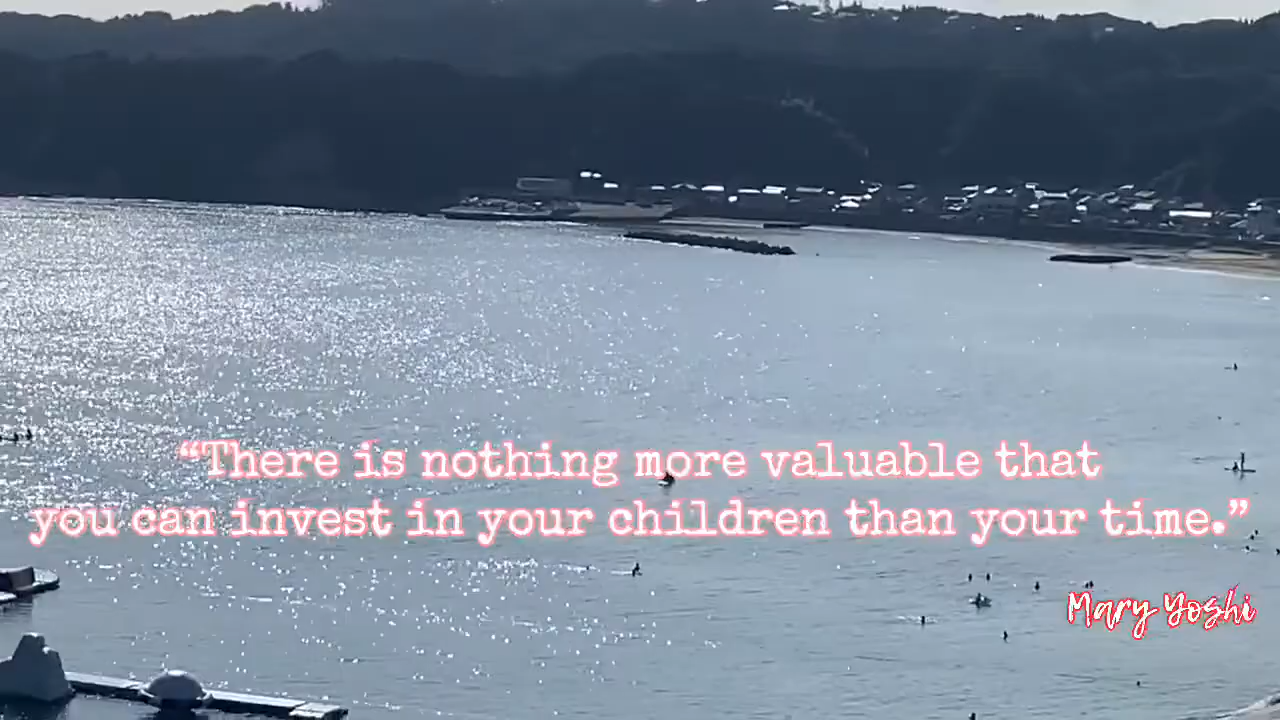 “There is nothing more valuable that
you can invest in your children than your time.”
Mary Yoshi